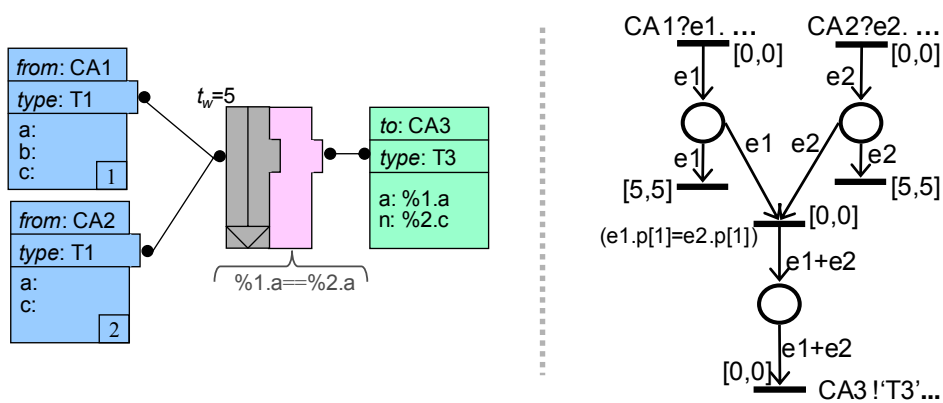 from: CA1
type: T1
a:
b:
c:
1
from: CA2
type: T1
a:
c:
2
tw=5
%1.a==%2.a
to: CA3
type: T3
a: %1.a
n: %2.c
CA1?e1. ...
CA2?e2. ...
[0,0]
[0,0]
e1
e2
e1
e1
e2
e2
[5,5]
[5,5]
[0,0]
(e1.p[1]=e2.p[1])
e1+e2
e1+e2
[0,0]
CA3!‘T3’...